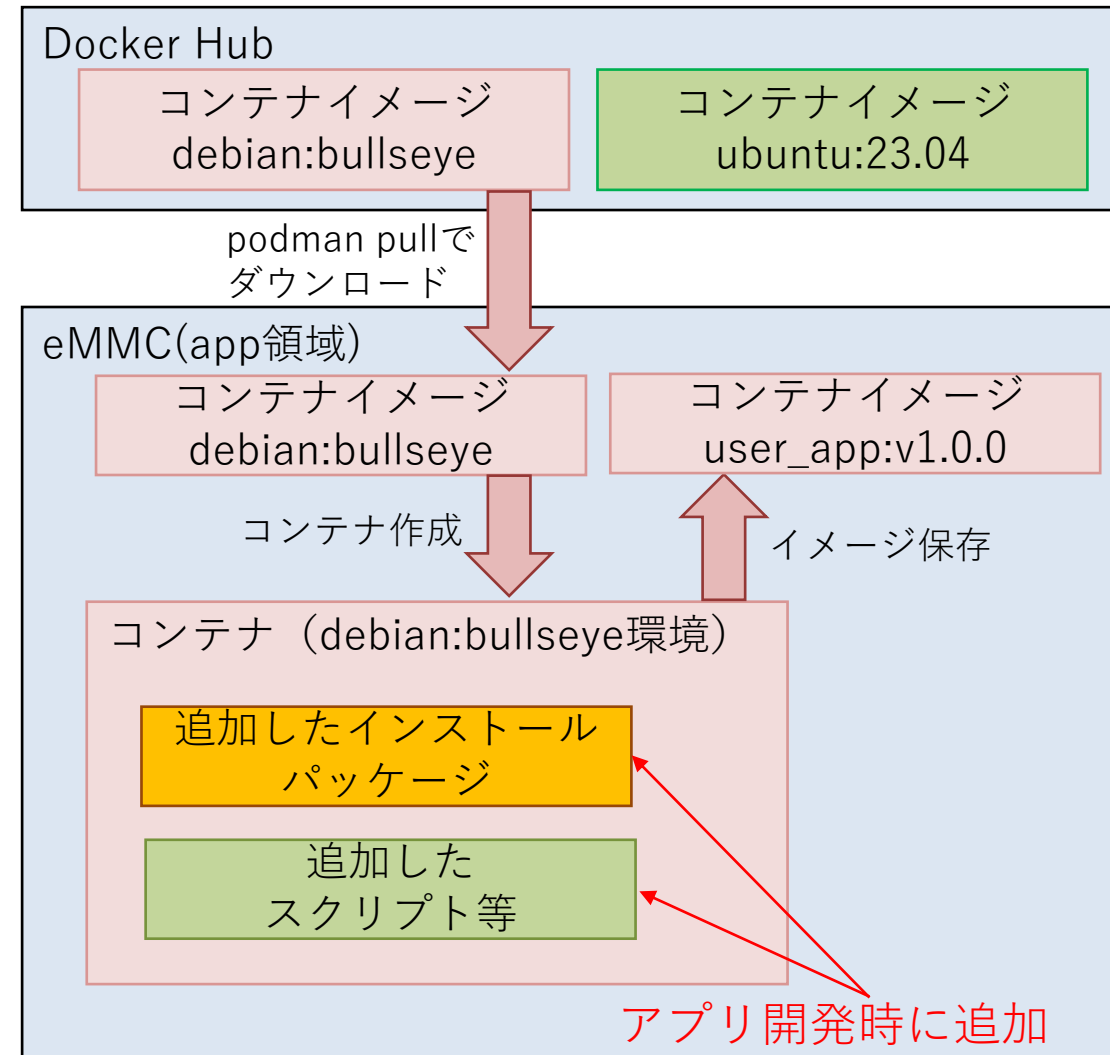 Docker Hub
コンテナイメージ
debian:bullseye
コンテナイメージ
ubuntu:23.04
podman pullで
ダウンロード
eMMC(app領域)
コンテナイメージ
debian:bullseye
コンテナイメージ
user_app:v1.0.0
コンテナ作成
イメージ保存
コンテナ（debian:bullseye環境）
追加したインストール
パッケージ
追加した
スクリプト等
アプリ開発時に追加